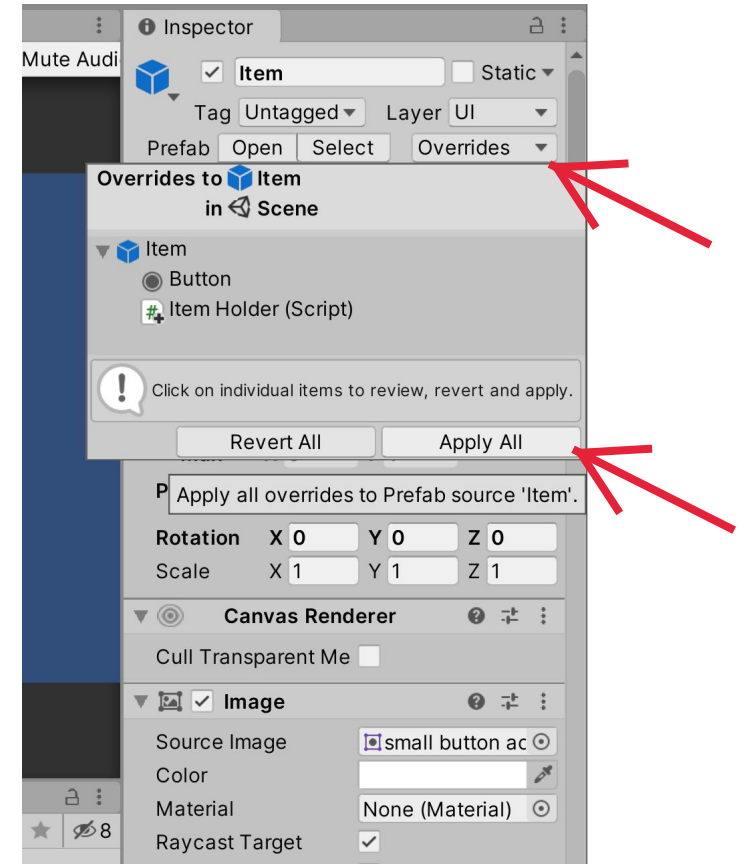 Inspector
Mute Audi
Item
Static
Tag Untagged Layer UI
Prefab Open Select Overrides
Overrides to Item
in Scene
Item
Button
Item Holder (Script)
Click on individual items to review, revert and apply.
Revert All Apply All
P
Apply all overrides to Prefab source 'Item'.
Rotation X 0 Y 0 Z 0
Scale X 1 Y 1 Z 1
Canvas Renderer
Cull Transparent Me
Image
Source Image small button ac
Color
Material None (Material)
8
Raycast Target